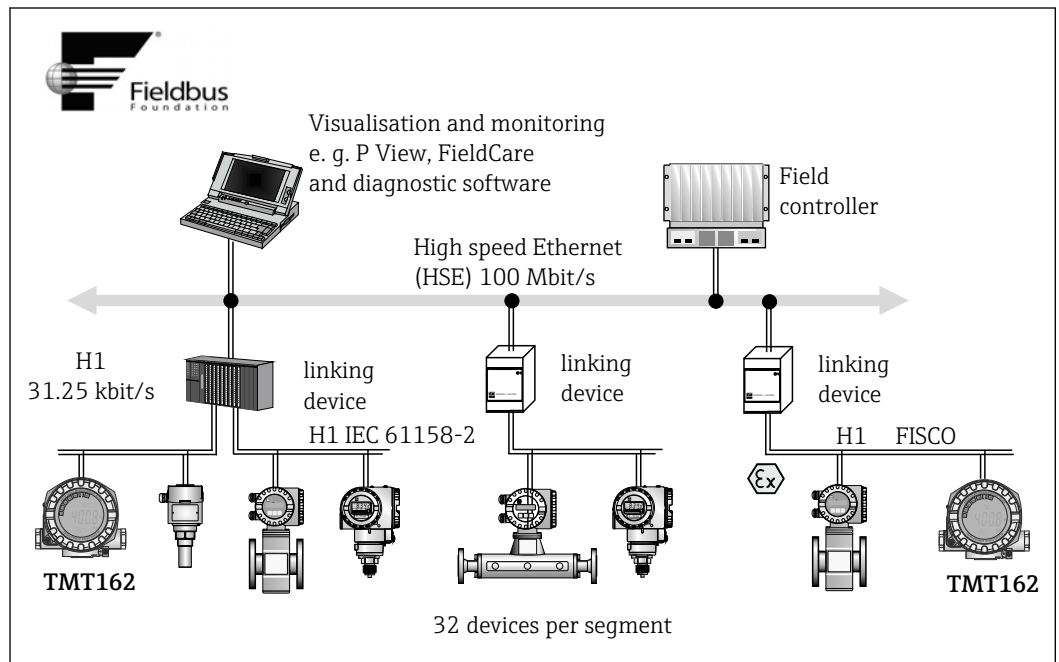 Fieldbus
Foundation
Visualisation and monitoring
e. g. P View, FieldCare
and diagnostic software
Field
controller
High speed Ethernet
(HSE) 100 Mbit/s
H1
31.25 kbit/s
linking
device
linking
device
linking
device
H1 IEC 61158-2
H1 FISCO
Ex
TMT162
TMT162
32 devices per segment